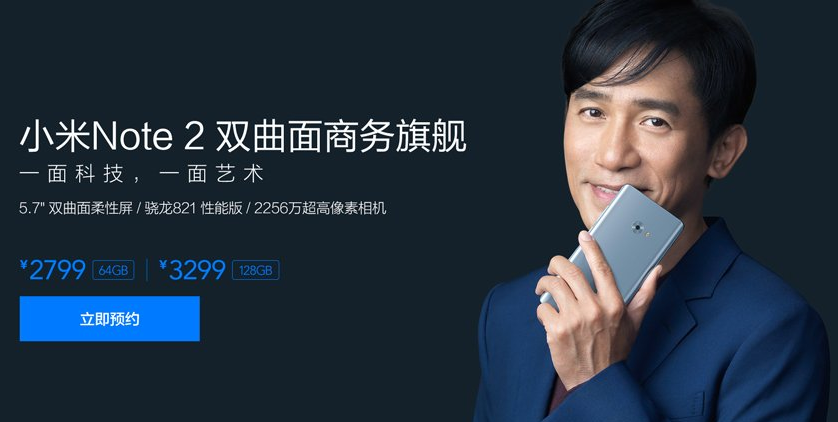 小米Note 2 双曲面商务旗舰
一面科技，一面艺术
5.7" 双曲面柔性屏 / 骁龙821 性能版 / 2256万超高像素相机
¥2799 64GB | ¥3299 128GB
立即预约